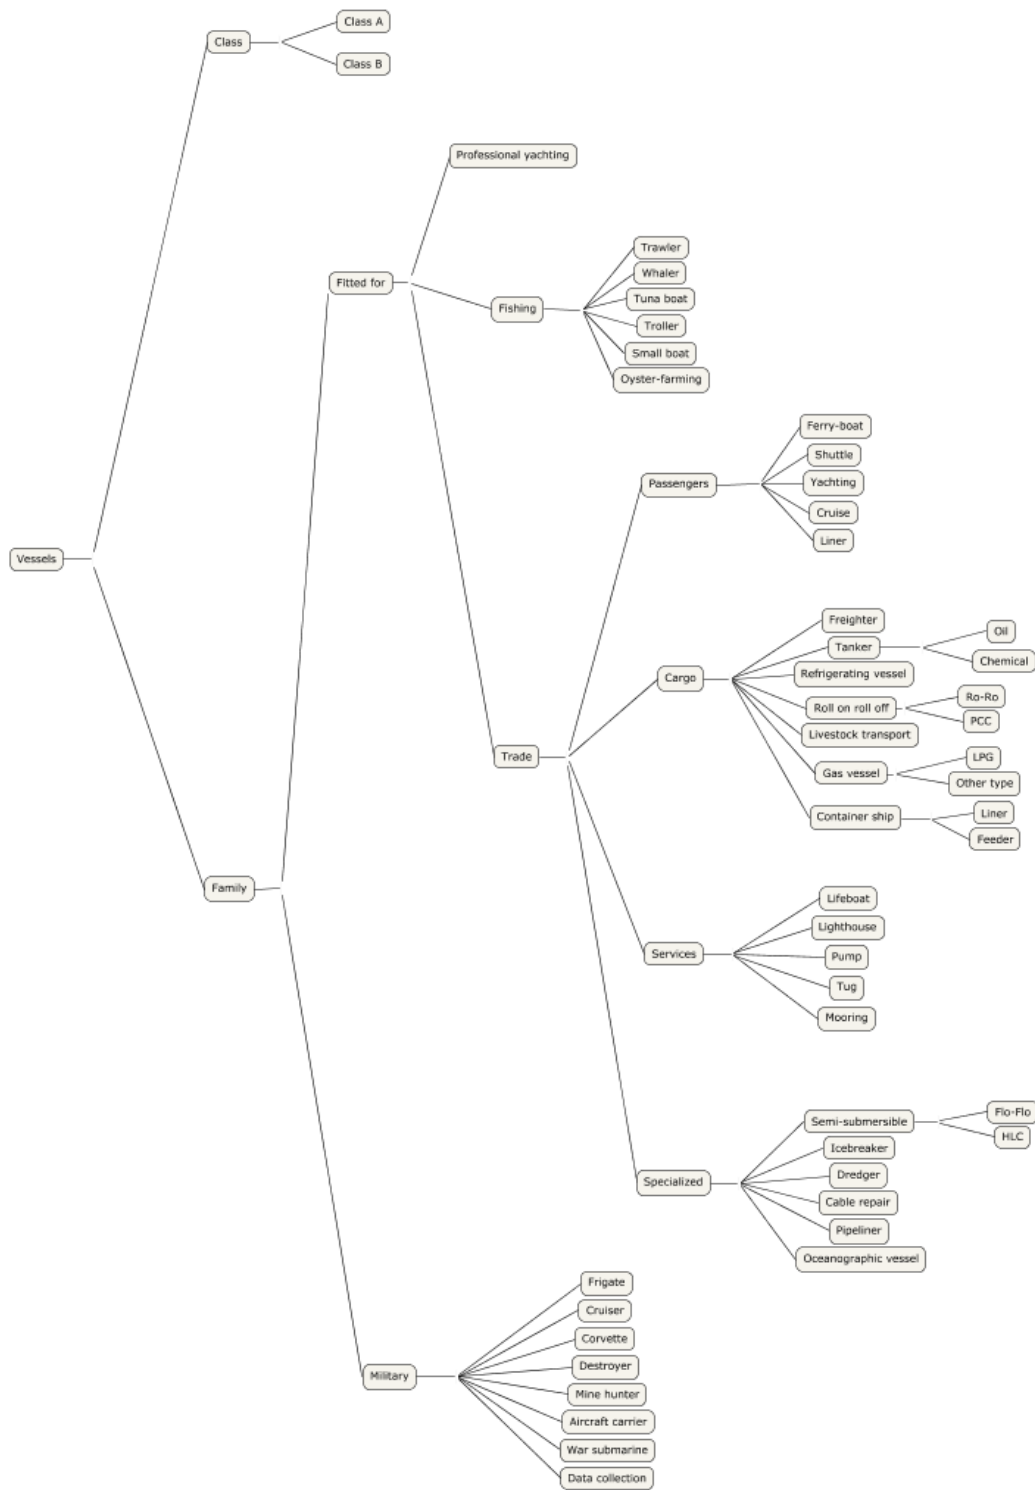 Class A
Class
Class B
Professional yachting
Trawler
Whaler
Fitted for
Tuna boat
Fishing
Troller
Small boat
Oyster-farming
Ferry-boat
Shuttle
Passengers
Yachting
Cruise
Liner
Vessels
Freighter
Oil
Tanker
Chemical
Refrigerating vessel
Cargo
Ro-Ro
Roll on roll off
PCC
Livestock transport
Trade
LPG
Gas vessel
Other type
Liner
Container ship
Feeder
Family
Lifeboat
Lighthouse
Services
Pump
Tug
Mooring
Flo-Flo
Semi-submersible
HLC
Icebreaker
Dredger
Specialized
Cable repair
Pipeliner
Oceanographic vessel
Frigate
Cruiser
Corvette
Destroyer
Military
Mine hunter
Aircraft carrier
War submarine
Data collection